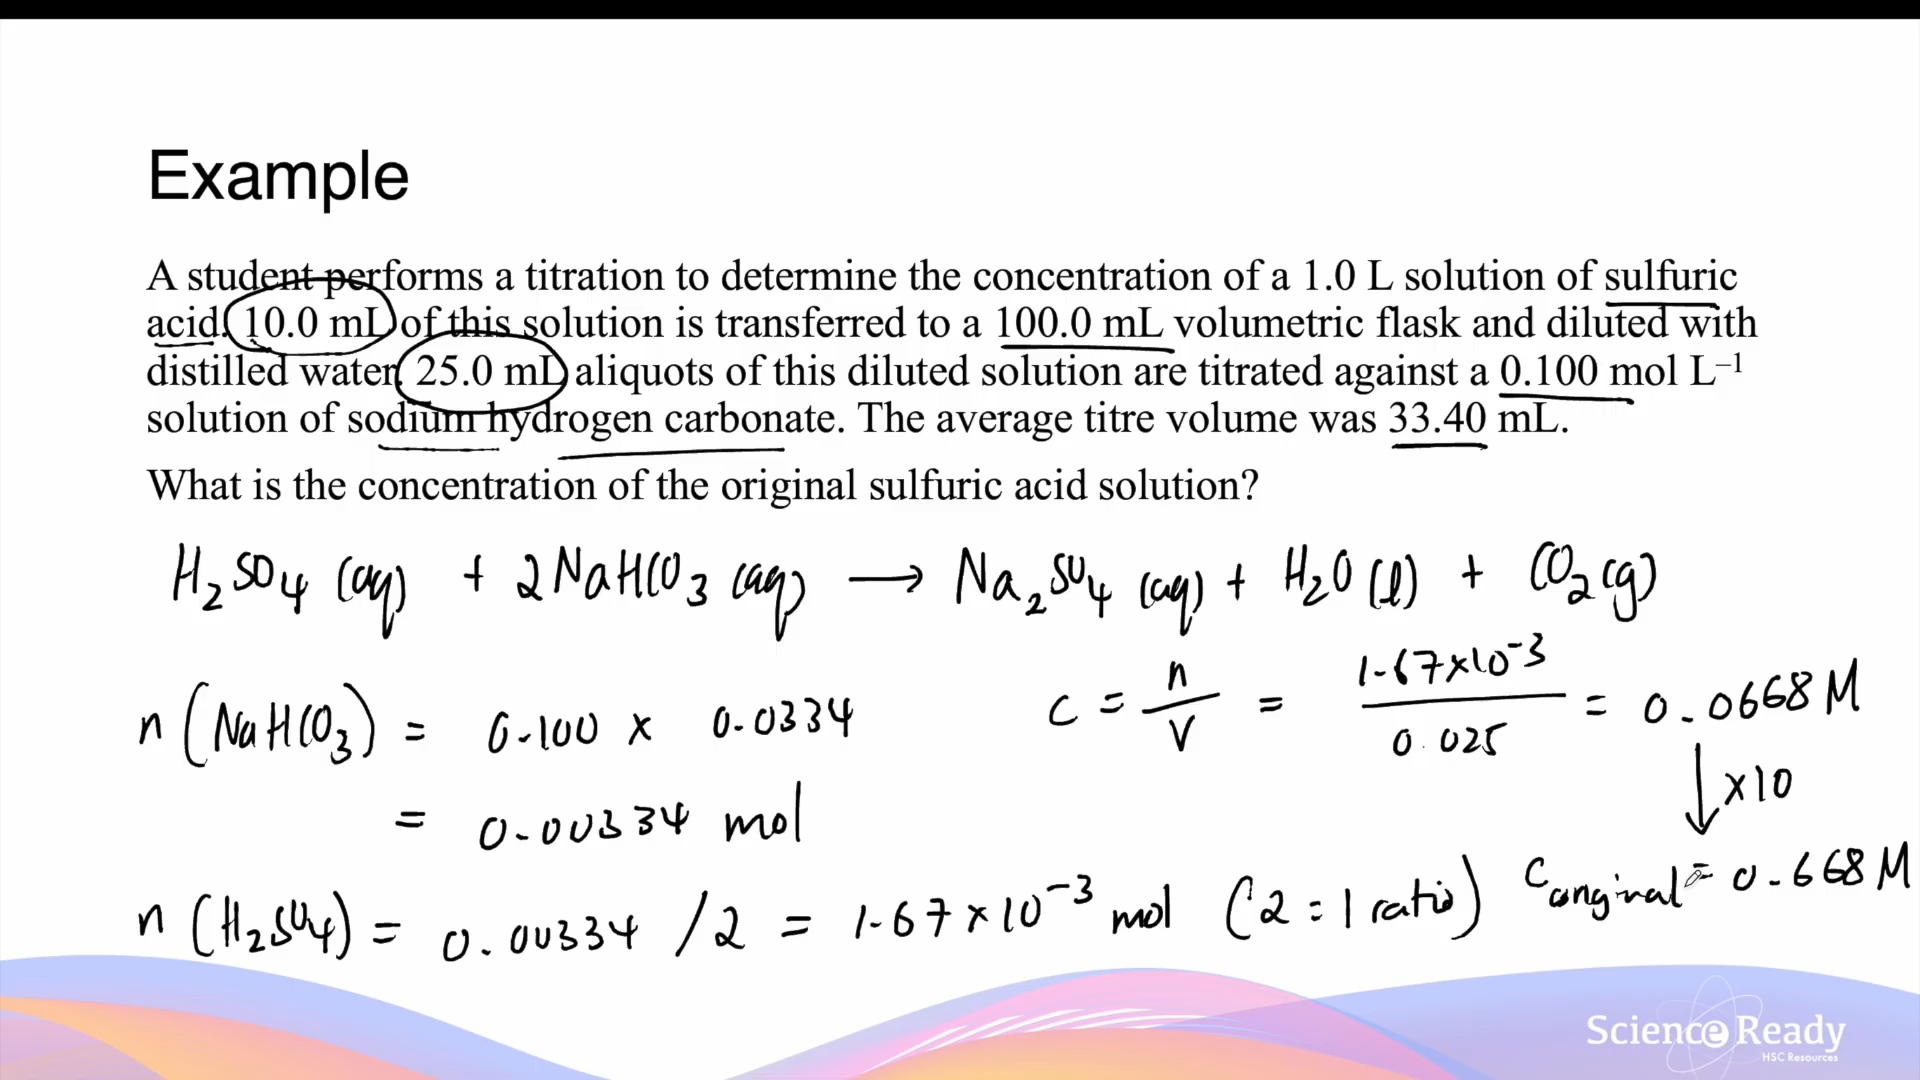 Example
A student performs a titration to determine the concentration of a 1.0 L solution of sulfuric
acid. 10.0 mL of this solution is transferred to a 100.0 mL volumetric flask and diluted with
distilled water. 25.0 mL aliquots of this diluted solution are titrated against a 0.100 mol L⁻¹
solution of sodium hydrogen carbonate. The average titre volume was 33.40 mL.
What is the concentration of the original sulfuric acid solution?
H₂SO₄ (aq) + 2NaHCO₃ (aq) → Na₂SO₄ (aq) + H₂O (l) + CO₂ (g)
n (NaHCO₃) = 0.100 × 0.0334
= 0.00334 mol
n (H₂SO₄) = 0.00334 / 2 = 1.67×10⁻³ mol (2:1 ratio)
c = n/V = 1.67×10⁻³/0.025 = 0.0668 M
↓ ×10
C original = 0.668 M
Science Ready
HSC Resources